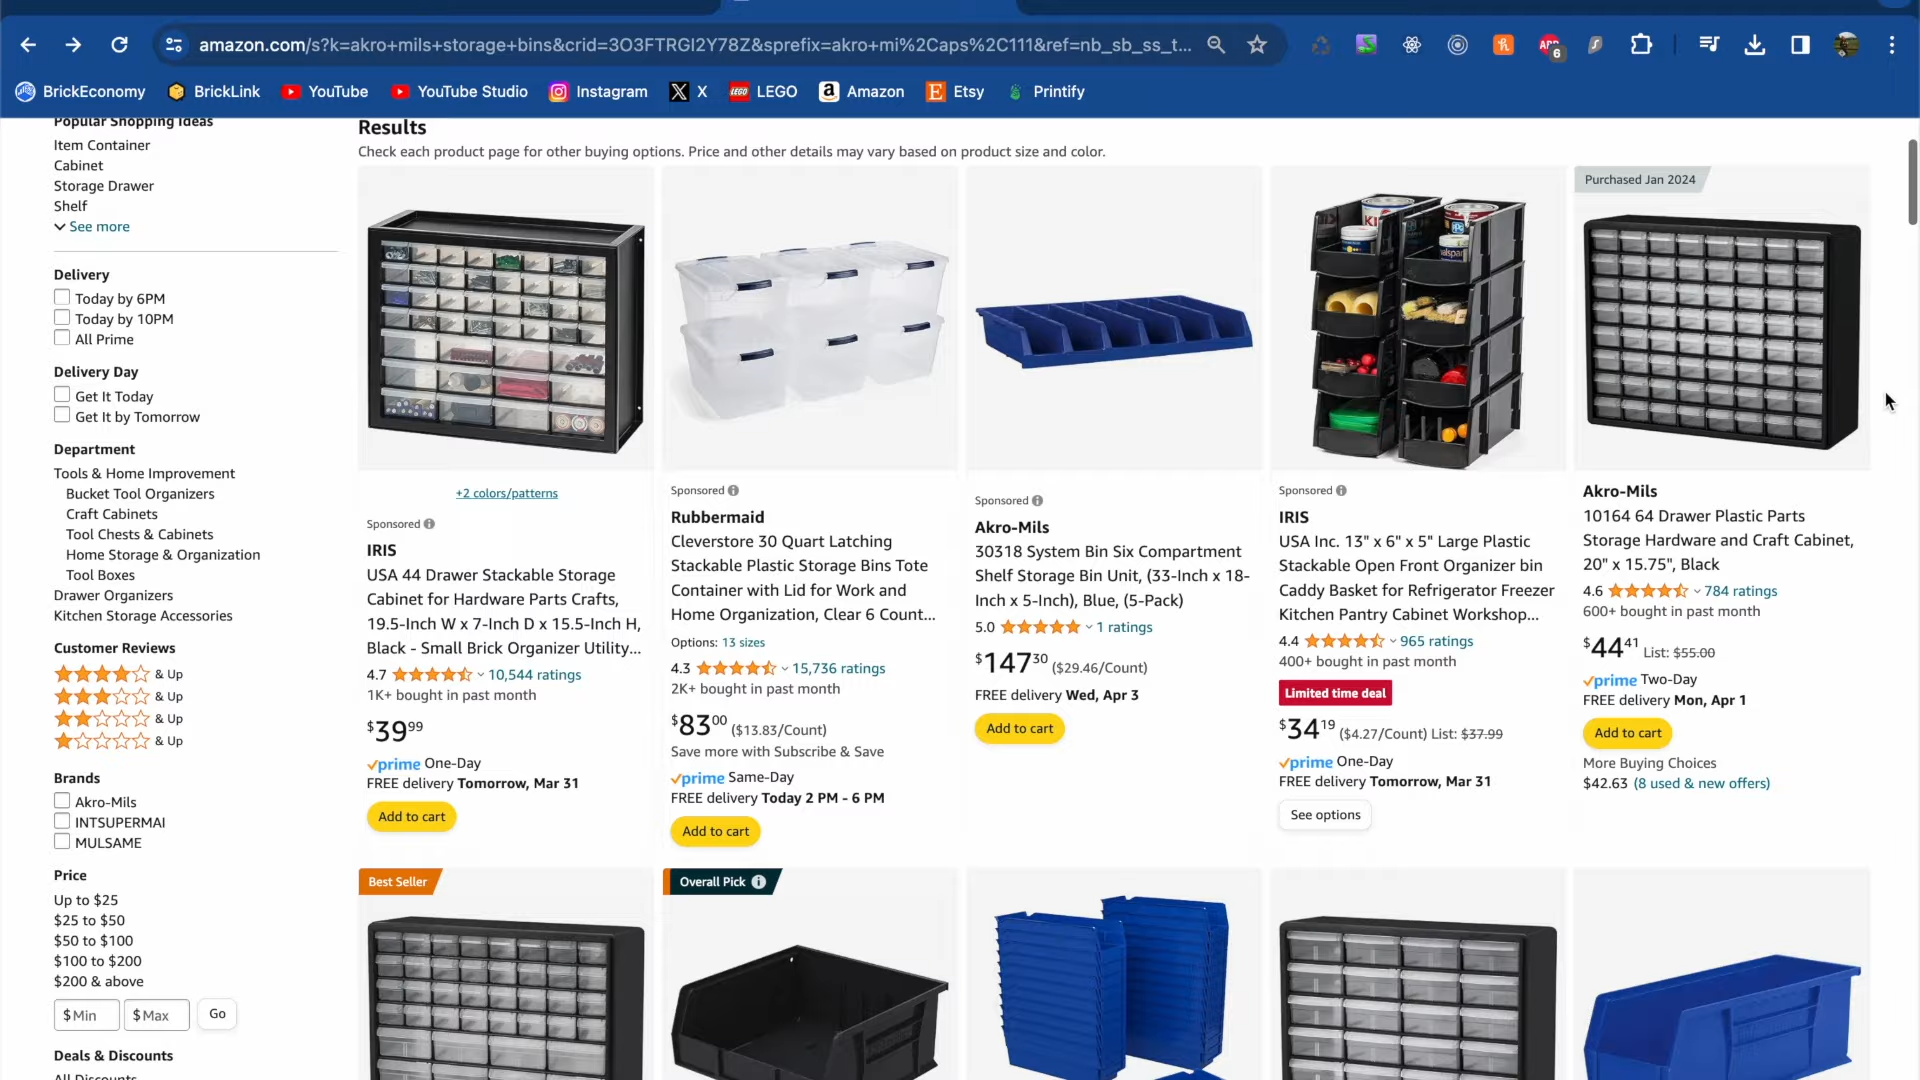 amazon.com/s?k=akro+mils+storage+bins&crid=3O3FTRGI2Y78Z&sprefix=akro+mi%2Caps%2C111&ref=nb_sb_ss_t...
6
BrickEconomy
BrickLink
YouTube
YouTube Studio
Instagram
X
LEGO
Amazon
Etsy
Printify
Popular Shopping Ideas
Item Container
Cabinet
Storage Drawer
Shelf
See more
Delivery
Today by 6PM
Today by 10PM
All Prime
Delivery Day
Get It Today
Get It by Tomorrow
Department
Tools & Home Improvement
Bucket Tool Organizers
Craft Cabinets
Tool Chests & Cabinets
Home Storage & Organization
Tool Boxes
Drawer Organizers
Kitchen Storage Accessories
Customer Reviews
& Up
& Up
& Up
& Up
Brands
Akro-Mils
INTSUPERMAI
MULSAME
Price
Up to $25
$25 to $50
$50 to $100
$100 to $200
$200 & above
$ Min
$ Max
Go
Deals & Discounts
All Discounts
Results
Check each product page for other buying options. Price and other details may vary based on product size and color.
+2 colors/patterns
Sponsored
IRIS
USA 44 Drawer Stackable Storage
Cabinet for Hardware Parts Crafts,
19.5-Inch W x 7-Inch D x 15.5-Inch H,
Black - Small Brick Organizer Utility...
4.7 10,544 ratings
1K+ bought in past month
$39 99
prime One-Day
FREE delivery Tomorrow, Mar 31
Add to cart
Sponsored
Rubbermaid
Cleverstore 30 Quart Latching
Stackable Plastic Storage Bins Tote
Container with Lid for Work and
Home Organization, Clear 6 Count...
Options: 13 sizes
4.3 15,736 ratings
2K+ bought in past month
$83 00 ($13.83/Count)
Save more with Subscribe & Save
prime Same-Day
FREE delivery Today 2 PM - 6 PM
Add to cart
Sponsored
Akro-Mils
30318 System Bin Six Compartment
Shelf Storage Bin Unit, (33-Inch x 18-
Inch x 5-Inch), Blue, (5-Pack)
5.0 1 ratings
$147 30 ($29.46/Count)
FREE delivery Wed, Apr 3
Add to cart
Sponsored
IRIS
USA Inc. 13" x 6" x 5" Large Plastic
Stackable Open Front Organizer bin
Caddy Basket for Refrigerator Freezer
Kitchen Pantry Cabinet Workshop...
4.4 965 ratings
400+ bought in past month
Limited time deal
$34 19 ($4.27/Count) List: $37.99
prime One-Day
FREE delivery Tomorrow, Mar 31
See options
Purchased Jan 2024
Akro-Mils
10164 64 Drawer Plastic Parts
Storage Hardware and Craft Cabinet,
20" x 15.75", Black
4.6 784 ratings
600+ bought in past month
$44 41 List: $55.00
prime Two-Day
FREE delivery Mon, Apr 1
Add to cart
More Buying Choices
$42.63 (8 used & new offers)
Best Seller
Overall Pick